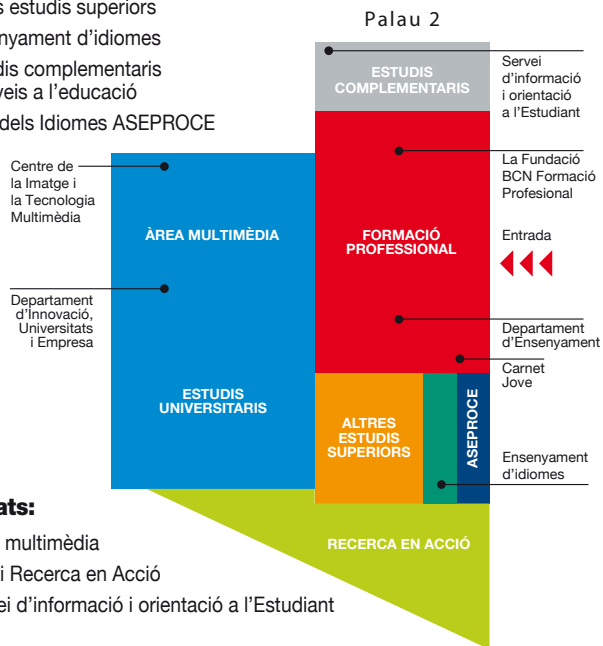 s estudis superiors
nyament d'idiomes
dis complementaris
veis a l'educació
dels Idiomes ASEPROCE
Palau 2
ESTUDIS
COMPLEMENTARIS
Servei
d'informació
i orientació
a l'Estudiant
Centre de
la Imatge i
la Tecnologia
Multimèdia
La Fundació
BCN Formació
Profesional
ÀREA MULTIMÈDIA
FORMACIÓ
PROFESSIONAL
Entrada
Departament
d'Innovació,
Universitats
i Empresa
Departament
d'Ensenyament
Carnet
Jove
ESTUDIS
UNIVERSITARIS
ALTRES
ESTUDIS
SUPERIORS
ASEPROCE
Ensenyament
d'idiomes
ats:
multimèdia
i Recerca en Acció
ei d'informació i orientació a l'Estudiant
RECERCA EN ACCIÓ